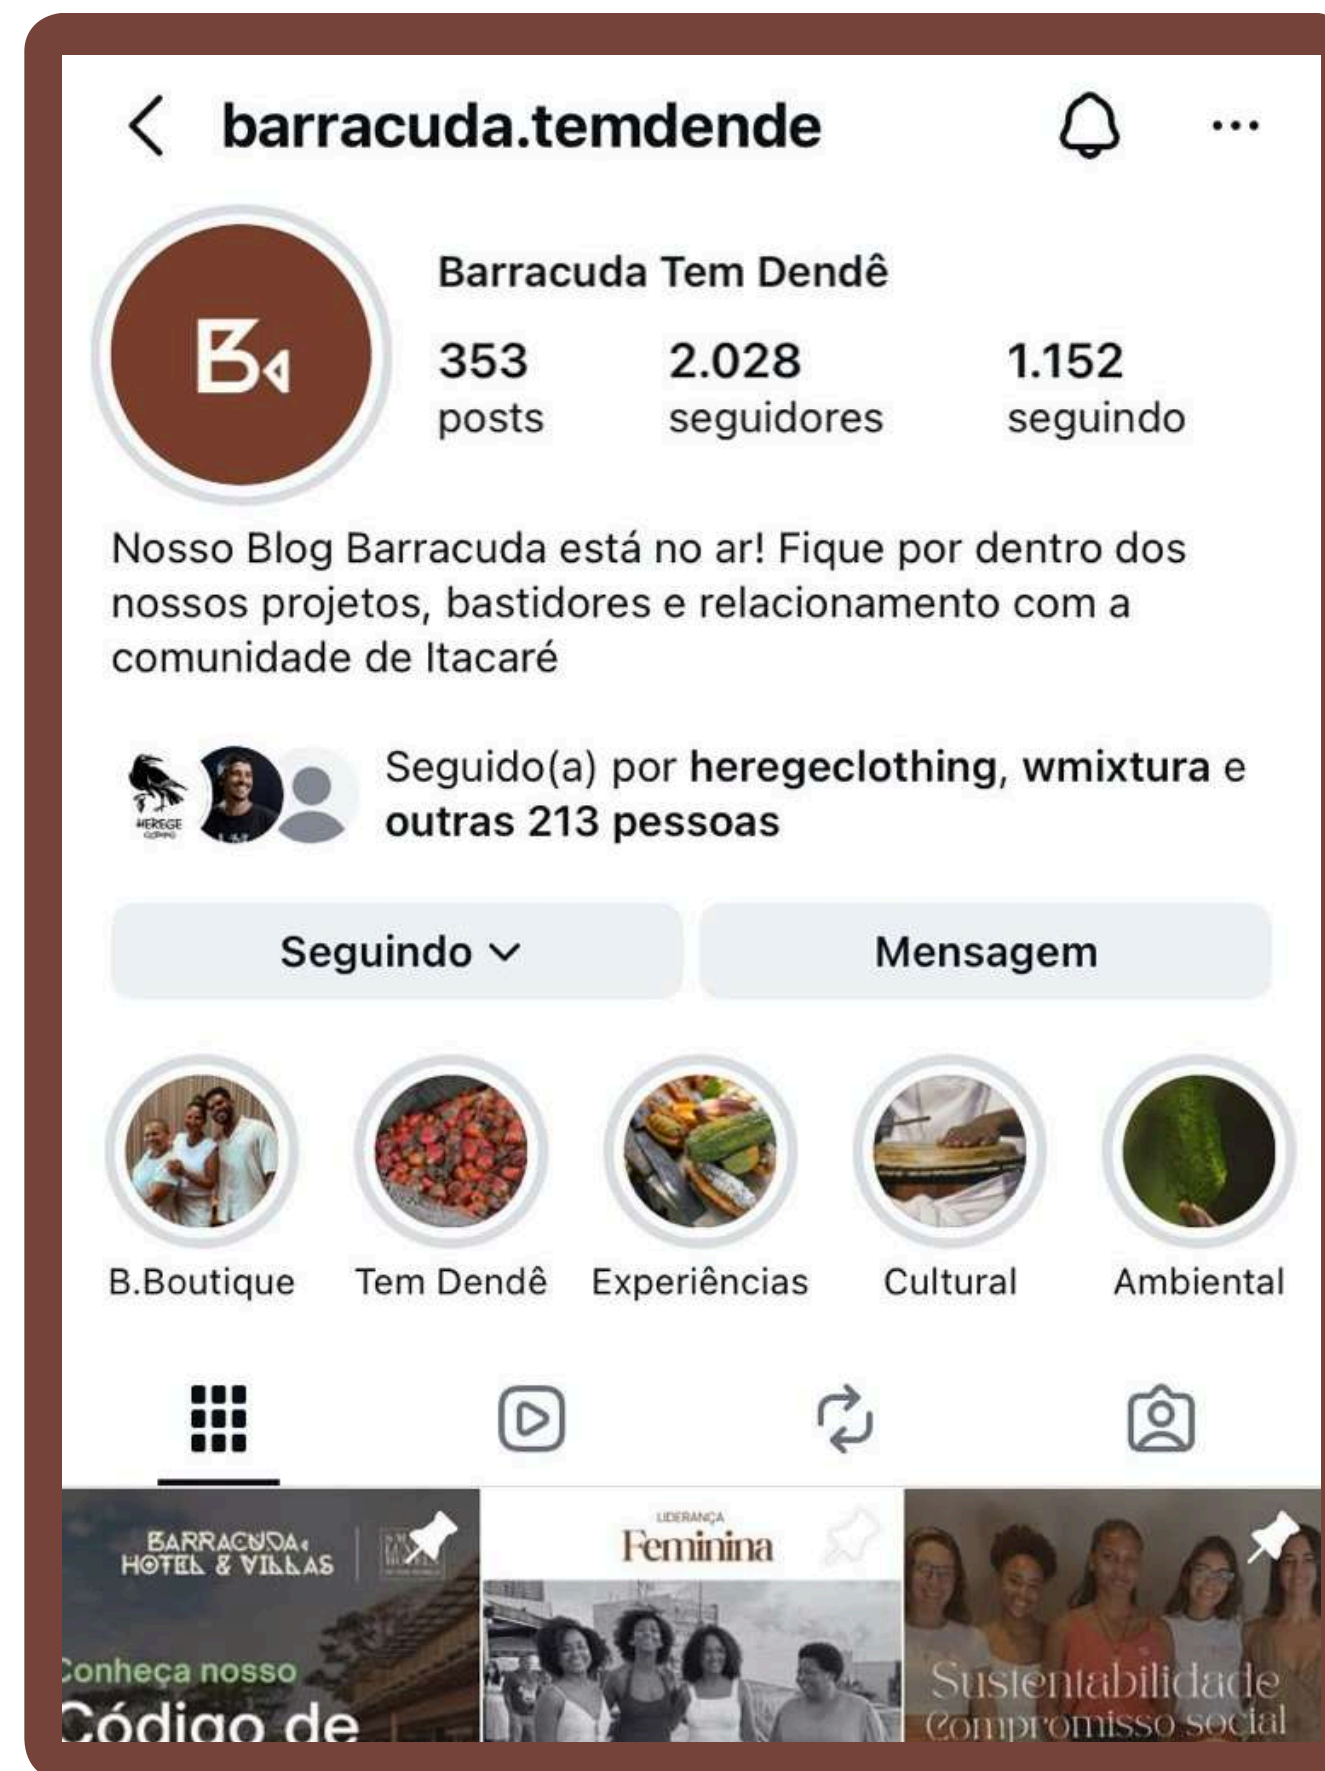 barracuda.temdende
Barracuda Tem Dendê
353
2.028
1.152
posts
seguidores
seguindo
Nosso Blog Barracuda está no ar! Fique por dentro dos
nossos projetos, bastidores e relacionamento com a
comunidade de Itacaré
HEREGE
Seguido(a) por heregeclothing, wmixtura e
outras 213 pessoas
Seguindo
Mensagem
B.Boutique
Tem Dendê
Experiências
Cultural
Ambiental
BARRACUDA
HOTEL & VILLAS
Conheça nosso
Código de
LIDERANÇA
Feminina
Sustentabilidade
Compromisso social